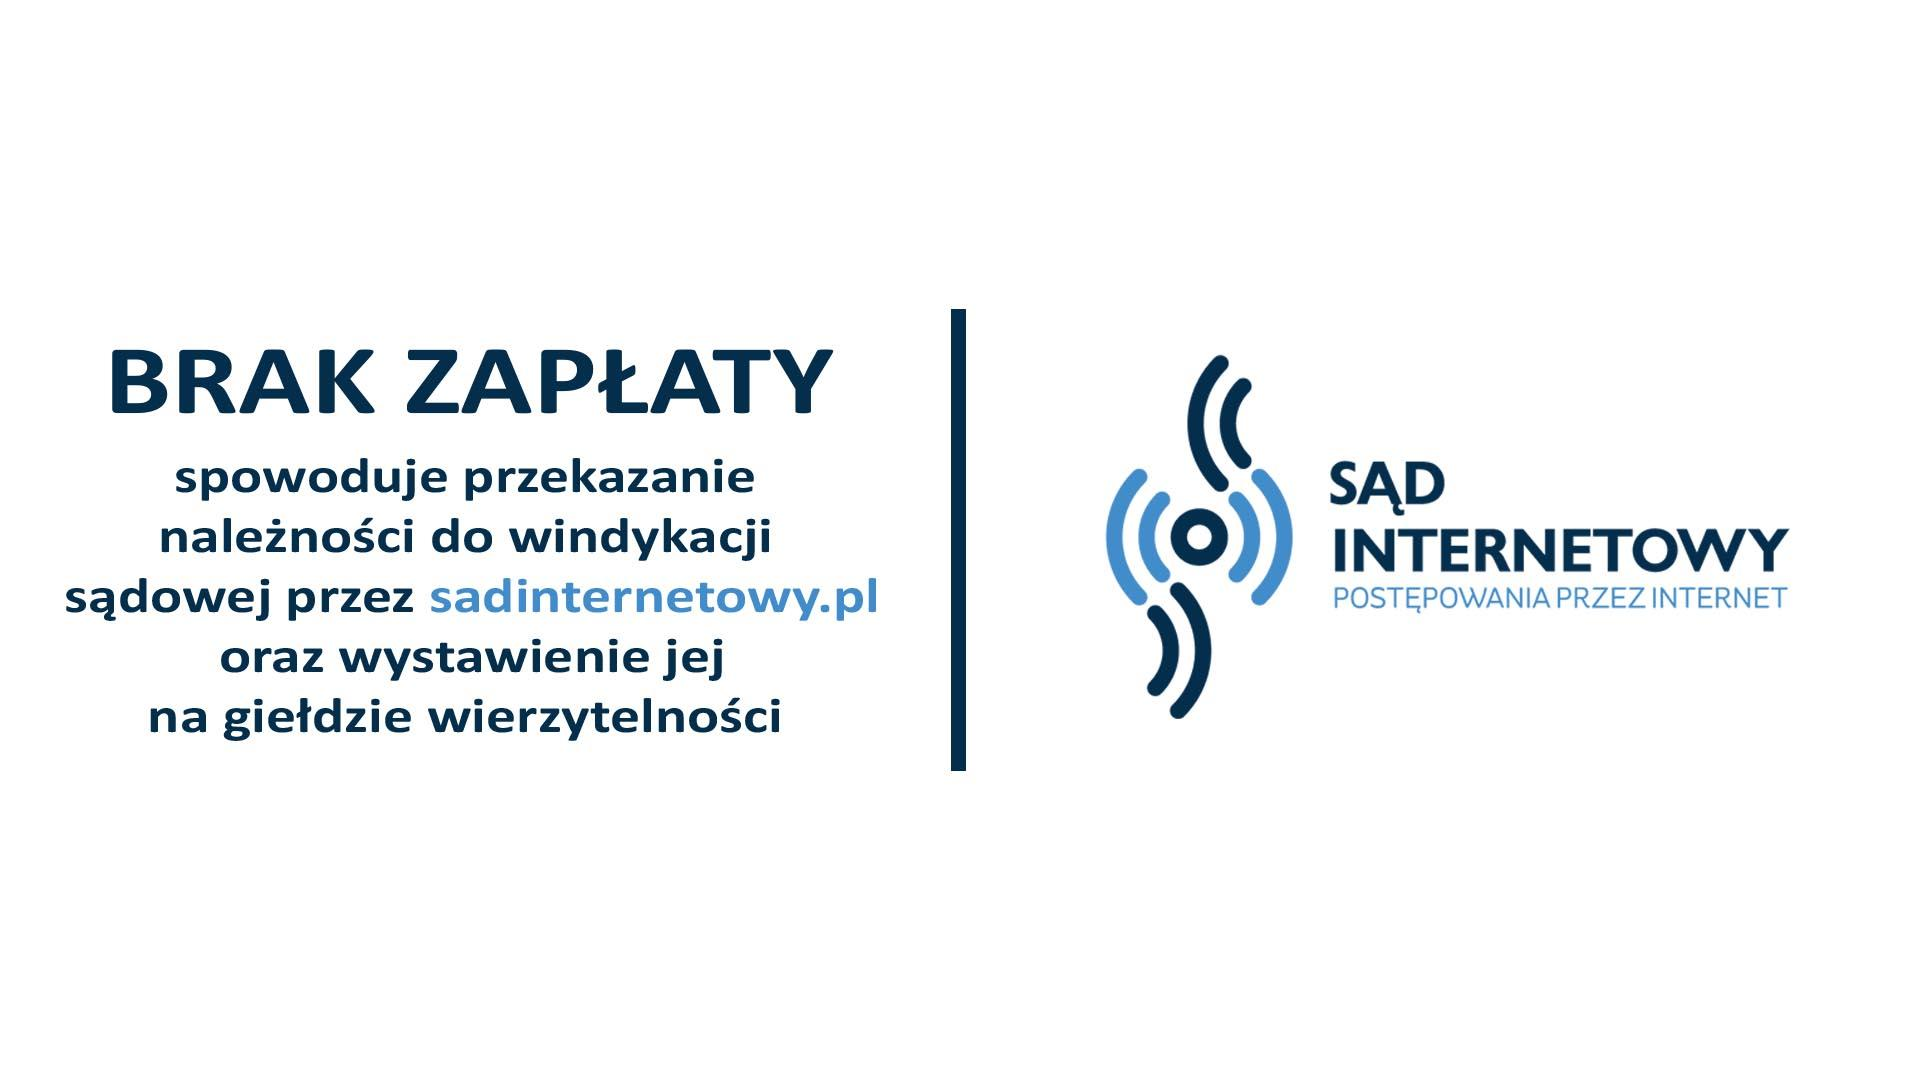 BRAK ZAPŁATY
spowoduje przekazanie
należności do windykacji
sądowej przez sadinternetowy.pl
oraz wystawienie jej
na giełdzie wierzytelności
SĄD
INTERNETOWY
POSTĘPOWANIA PRZEZ INTERNET